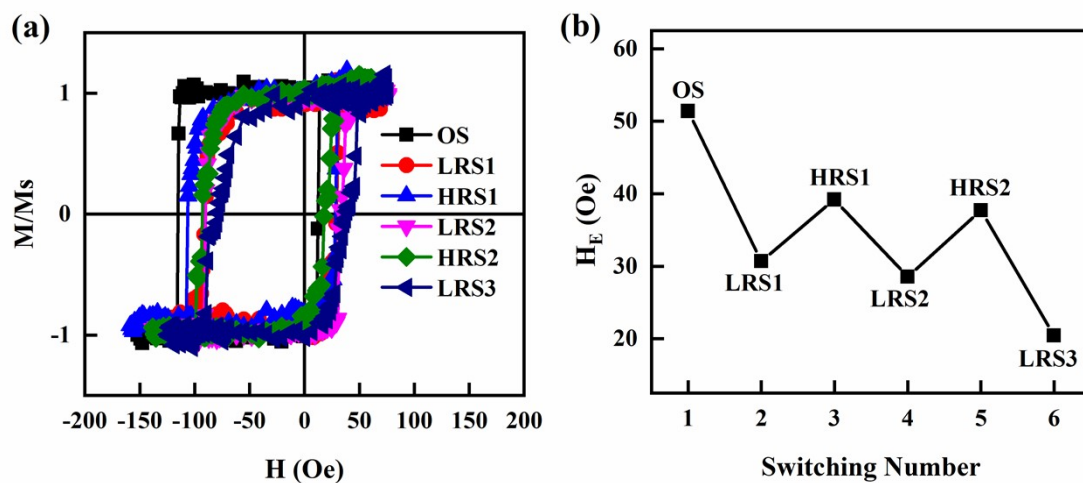 (a)
M/Ms
1
0
-1
OS
LRS1
HRS1
LRS2
HRS2
LRS3
-200 -150 -100 -50 0 50 100 150 200
H (Oe)
(b)
H_E (Oe)
60
50
40
30
20
OS
LRS1
HRS1
LRS2
HRS2
LRS3
1 2 3 4 5 6
Switching Number